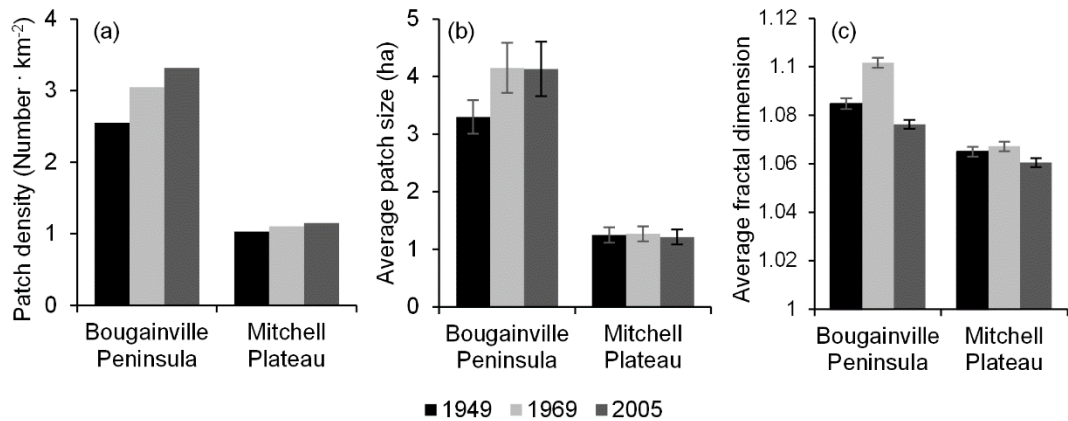 (a)
Patch density (Number · km⁻²)
4
3
2
1
0
Bougainville
Peninsula
Mitchell
Plateau
(b)
Average patch size (ha)
5
4
3
2
1
0
Bougainville
Peninsula
Mitchell
Plateau
(c)
Average fractal dimension
1.12
1.1
1.08
1.06
1.04
1.02
1
Bougainville
Peninsula
Mitchell
Plateau
1949 1969 2005